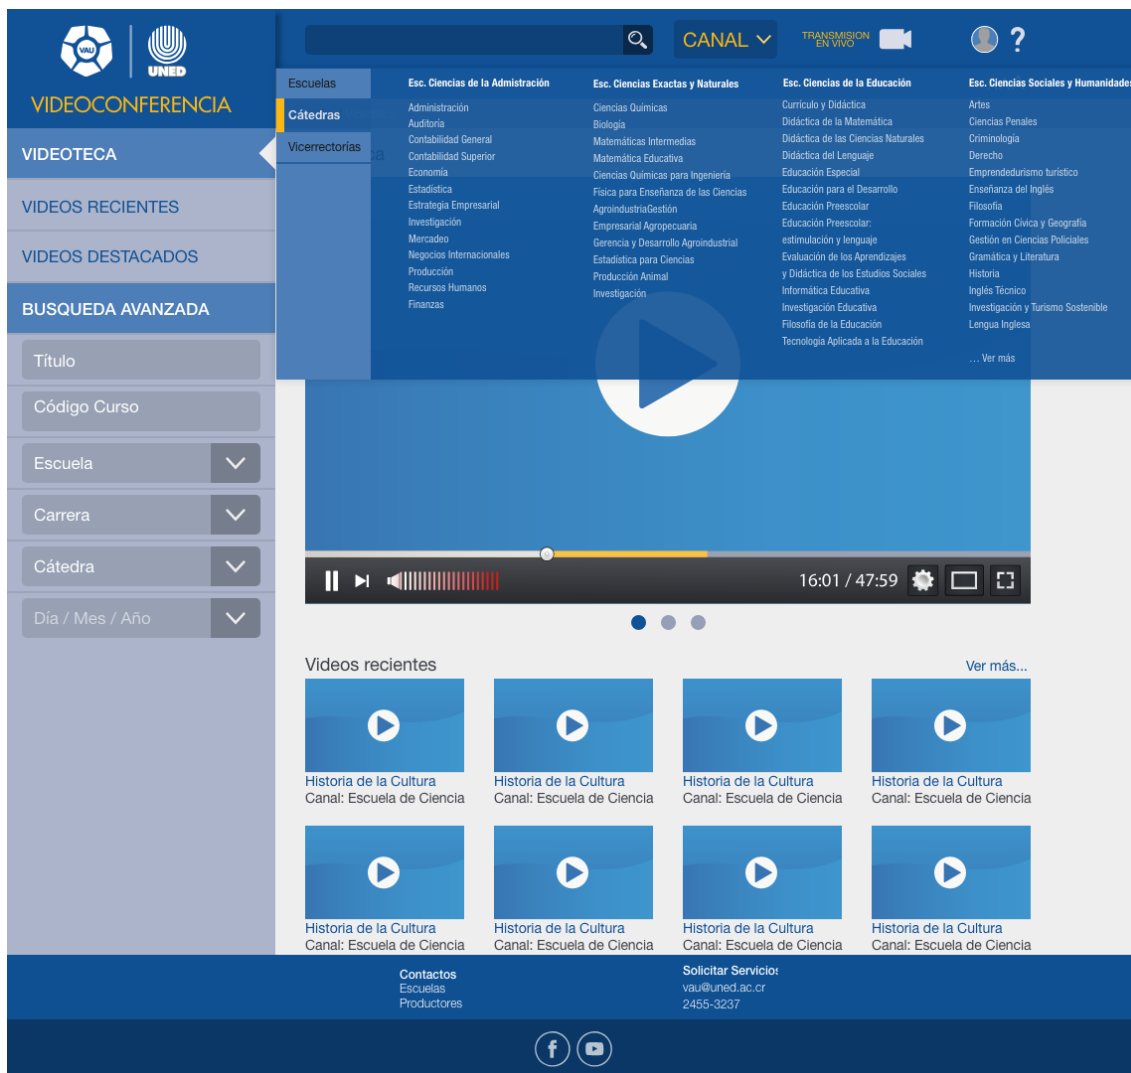 VAU
UNED
VIDEOCONFERENCIA
CANAL
TRANSMISION
EN VIVO
?
VIDEOTECA
VIDEOS RECIENTES
VIDEOS DESTACADOS
BUSQUEDA AVANZADA
Título
Código Curso
Escuela
Carrera
Cátedra
Día / Mes / Año
Escuelas
Cátedras
Vicerrectorías
Esc. Ciencias de la Admistración
Administración
Auditoría
Contabilidad General
Contabilidad Superior
Economía
Estadística
Estrategia Empresarial
Investigación
Mercadeo
Negocios Internacionales
Producción
Recursos Humanos
Finanzas
Esc. Ciencias Exactas y Naturales
Ciencias Químicas
Biología
Matemáticas Intermedias
Matemática Educativa
Ciencias Químicas para Ingeniería
Física para Enseñanza de las Ciencias
AgroindustriaGestión
Empresarial Agropecuaria
Gerencia y Desarrollo Agroindustrial
Estadística para Ciencias
Producción Animal
Investigación
Esc. Ciencias de la Educación
Currículo y Didáctica
Didáctica de la Matemática
Didáctica de las Ciencias Naturales
Didáctica del Lenguaje
Educación Especial
Educación para el Desarrollo
Educación Preescolar
Educación Preescolar:
estimulación y lenguaje
Evaluación de los Aprendizajes
y Didáctica de los Estudios Sociales
Informática Educativa
Investigación Educativa
Filosofía de la Educación
Tecnología Aplicada a la Educación
Esc. Ciencias Sociales y Humanidades
Artes
Ciencias Penales
Criminología
Derecho
Emprendedurismo turístico
Enseñanza del Inglés
Filosofía
Formación Cívica y Geografía
Gestión en Ciencias Policiales
Gramática y Literatura
Historia
Inglés Técnico
Investigación y Turismo Sostenible
Lengua Inglesa
... Ver más
16:01 / 47:59
Videos recientes
Ver más...
Historia de la Cultura
Canal: Escuela de Ciencia
Historia de la Cultura
Canal: Escuela de Ciencia
Historia de la Cultura
Canal: Escuela de Ciencia
Historia de la Cultura
Canal: Escuela de Ciencia
Historia de la Cultura
Canal: Escuela de Ciencia
Historia de la Cultura
Canal: Escuela de Ciencia
Historia de la Cultura
Canal: Escuela de Ciencia
Historia de la Cultura
Canal: Escuela de Ciencia
Contactos
Escuelas
Productores
Solicitar Servicio
vau@uned.ac.cr
2455-3237